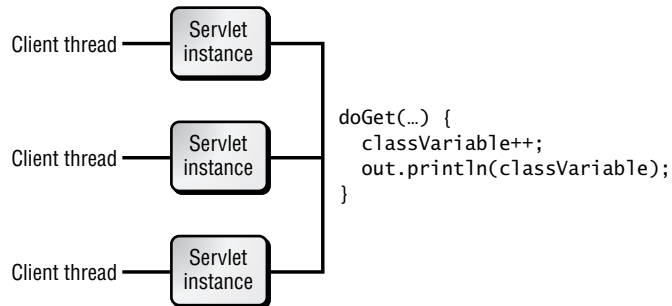 Client thread
Servlet
instance
Client thread
Servlet
instance
Client thread
Servlet
instance
doGet(…) {
classVariable++;
out.println(classVariable);
}